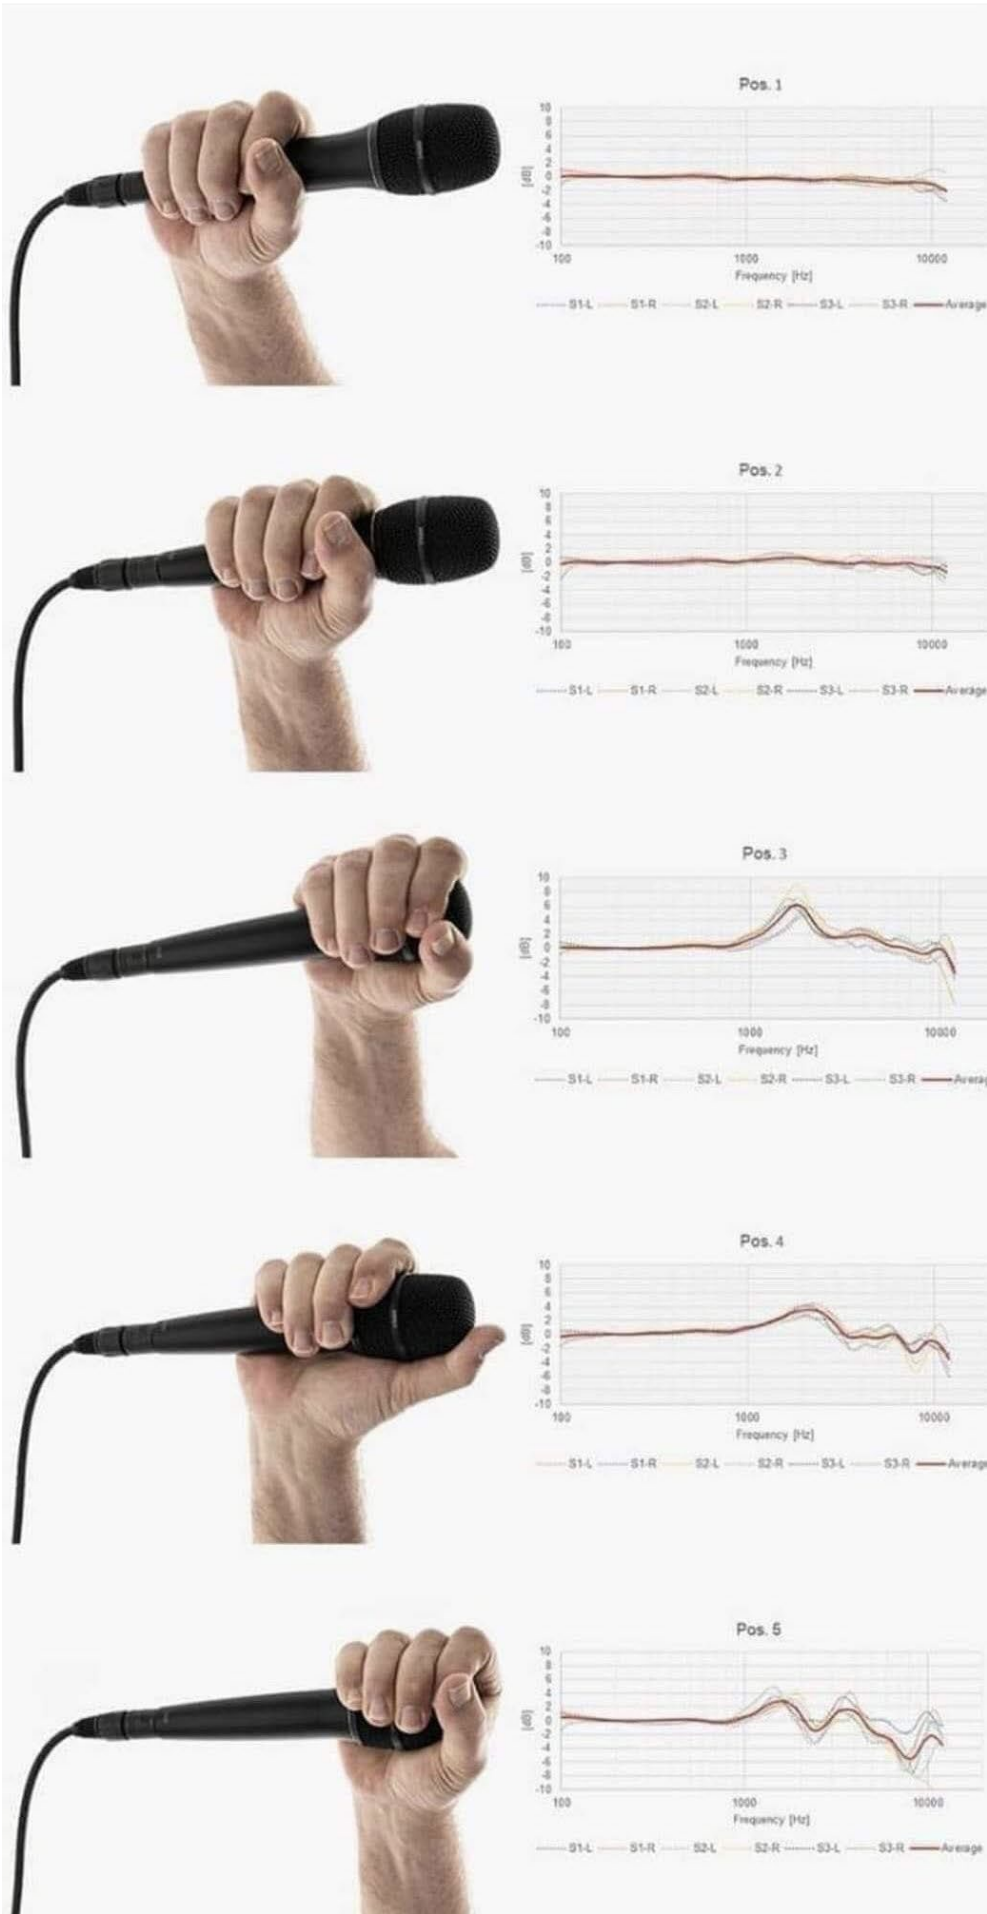 Pos. 1
10
8
6
4
2
0
-2
-4
-6
-8
-10
[dB]
100 1000 10000
Frequency [Hz]
S1-L S1-R S2-L S2-R S3-L S3-R Average
Pos. 2
10
8
6
4
2
0
-2
-4
-6
-8
-10
[dB]
100 1000 10000
Frequency [Hz]
S1-L S1-R S2-L S2-R S3-L S3-R Average
Pos. 3
10
8
6
4
2
0
-2
-4
-6
-8
-10
[dB]
100 1000 10000
Frequency [Hz]
S1-L S1-R S2-L S2-R S3-L S3-R Averag
Pos. 4
10
8
6
4
2
0
-2
-4
-6
-8
-10
[dB]
100 1000 10000
Frequency [Hz]
S1-L S1-R S2-L S2-R S3-L S3-R Average
Pos. 5
10
8
6
4
2
0
-2
-4
-6
-8
-10
[dB]
100 1000 10000
Frequency [Hz]
S1-L S1-R S2-L S2-R S3-L S3-R Average